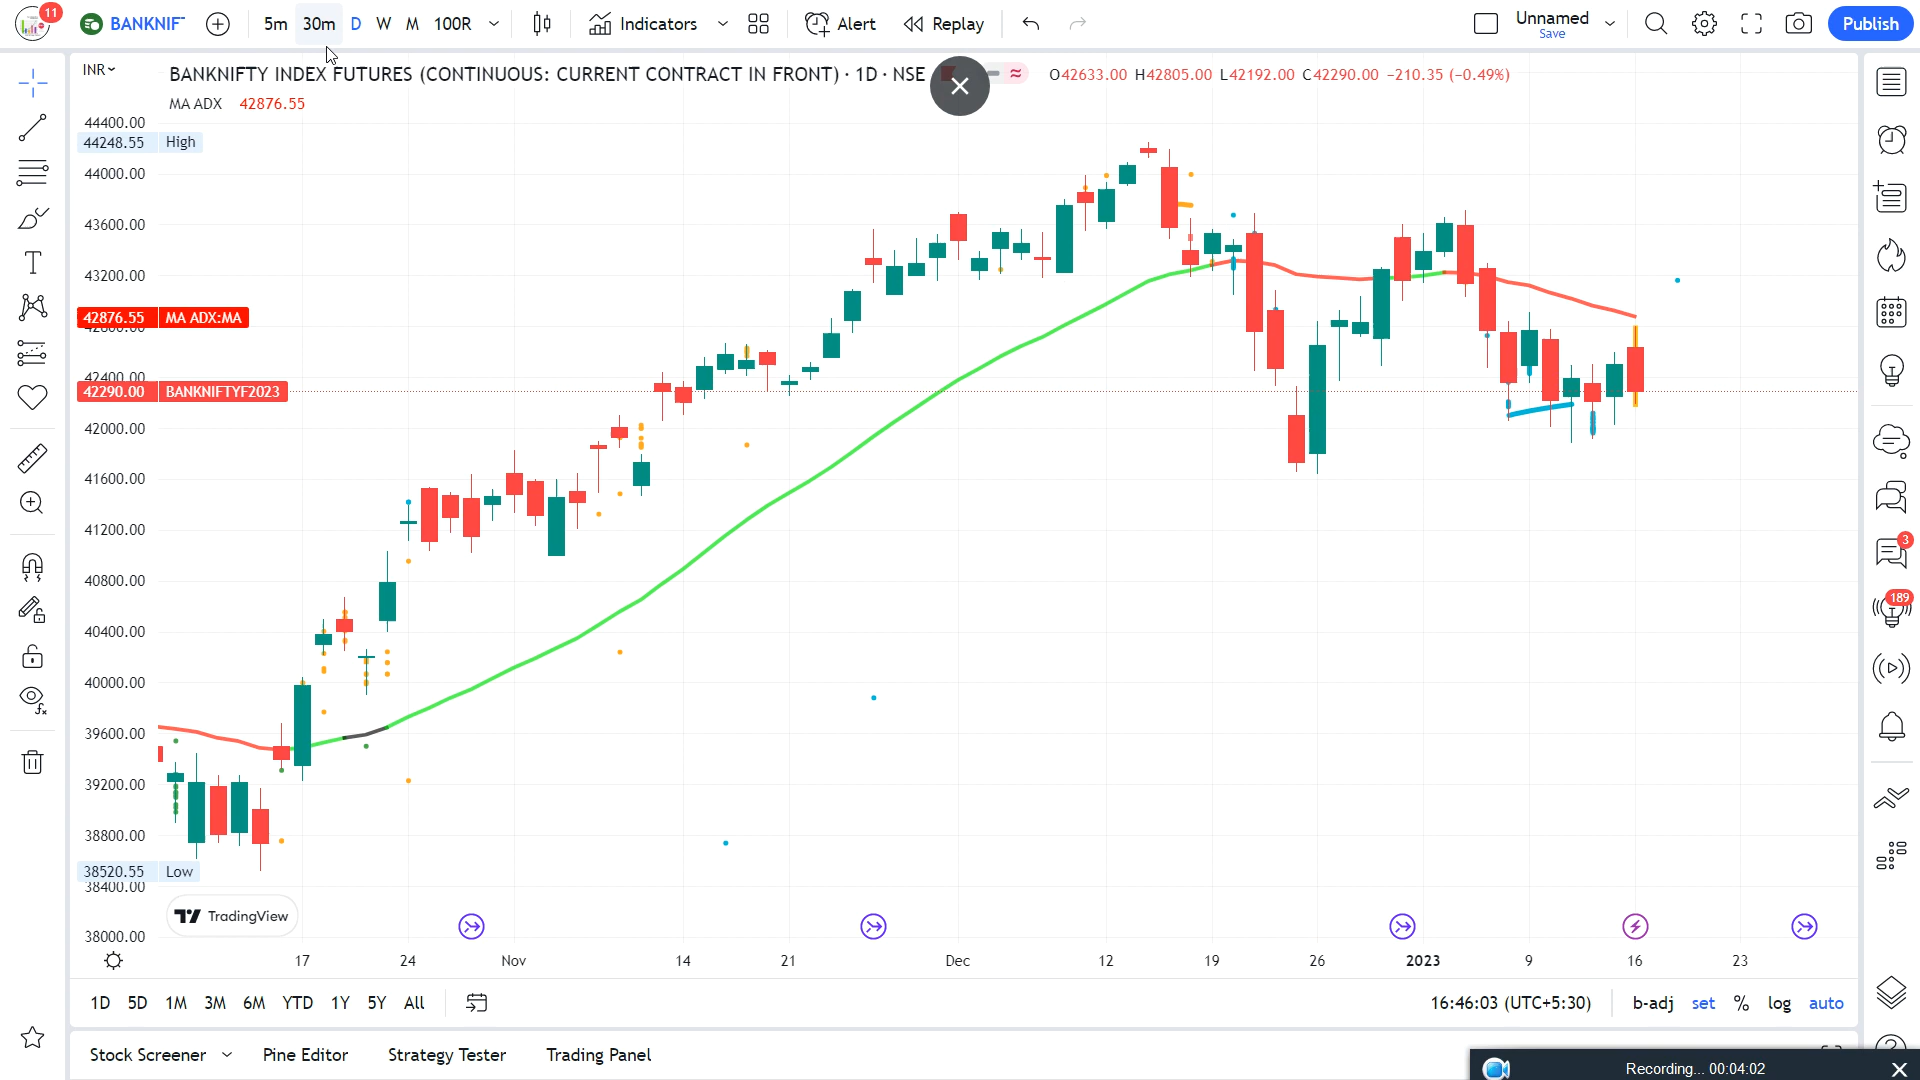 11
BANKNIF
5m 30m D W M 100R
Indicators
Alert
Replay
Unnamed
Save
Publish
INR
BANKNIFTY INDEX FUTURES (CONTINUOUS: CURRENT CONTRACT IN FRONT) · 1D · NSE
O42633.00 H42805.00 L42192.00 C42290.00 −210.35 (−0.49%)
MA ADX 42876.55
44400.00
44248.55 High
44000.00
43600.00
43200.00
42876.55 MA ADX:MA
42800.00
42400.00
42290.00 BANKNIFTYF2023
42000.00
41600.00
41200.00
40800.00
40400.00
40000.00
39600.00
39200.00
38800.00
38520.55 Low
38400.00
38000.00
TradingView
3
189
17 24 Nov 14 21 Dec 12 19 26 2023 9 16 23
1D 5D 1M 3M 6M YTD 1Y 5Y All
16:46:03 (UTC+5:30)
b-adj set % log auto
Stock Screener Pine Editor Strategy Tester Trading Panel
Recording... 00:04:02